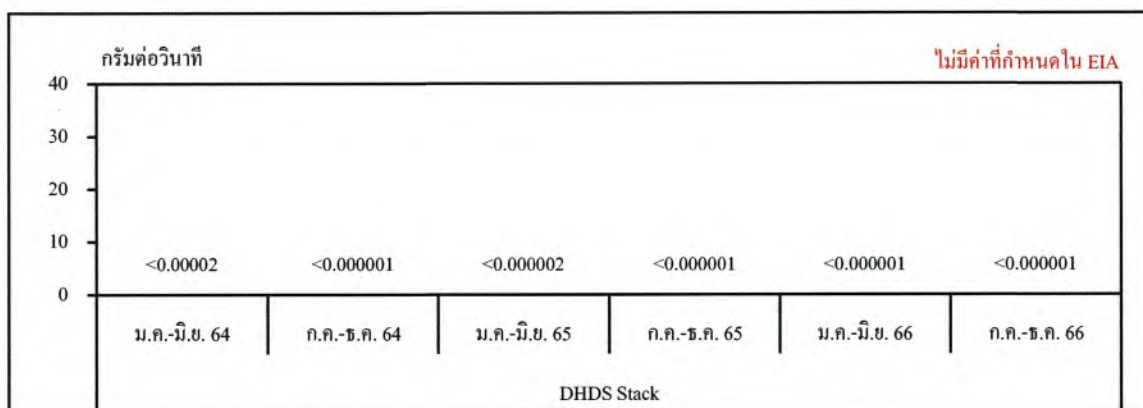 กรัมต่อวินาที
ไม่มีค่าที่กำหนดใน EIA
40
30
20
10
0
<0.00002 <0.000001 <0.000002 <0.000001 <0.000001 <0.000001
ม.ค.-มิ.ย. 64 ก.ค.-ธ.ค. 64 ม.ค.-มิ.ย. 65 ก.ค.-ธ.ค. 65 ม.ค.-มิ.ย. 66 ก.ค.-ธ.ค. 66
DHDS Stack